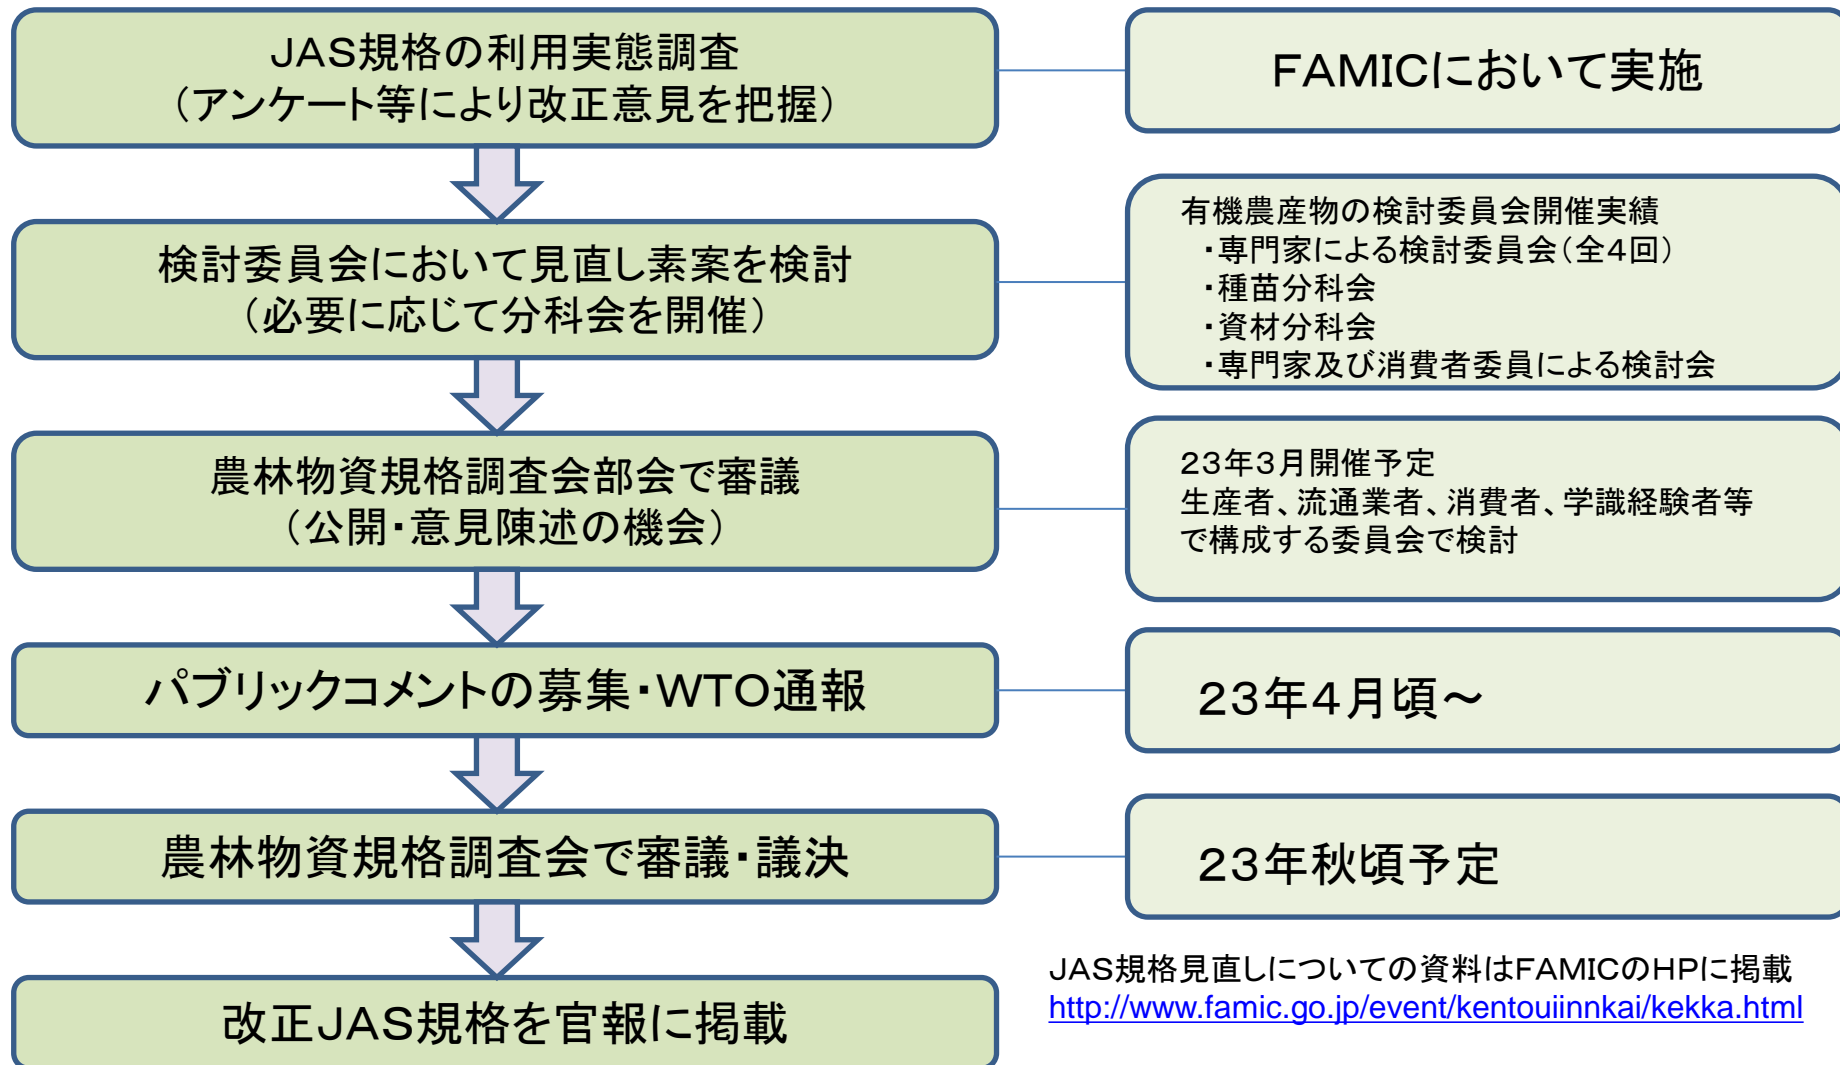 JAS規格の利用実態調査
（アンケート等により改正意見を把握）
FAMICにおいて実施
検討委員会において見直し素案を検討
（必要に応じて分科会を開催）
有機農産物の検討委員会開催実績
・専門家による検討委員会（全４回）
・種苗分科会
・資材分科会
・専門家及び消費者委員による検討会
農林物資規格調査会部会で審議
（公開・意見陳述の機会）
２３年３月開催予定
生産者、流通業者、消費者、学識経験者等
で構成する委員会で検討
パブリックコメントの募集・WTO通報
２３年４月頃～
農林物資規格調査会で審議・議決
２３年秋頃予定
改正JAS規格を官報に掲載
JAS規格見直しについての資料はFAMICのHPに掲載
http://www.famic.go.jp/event/kentouiinnkai/kekka.html